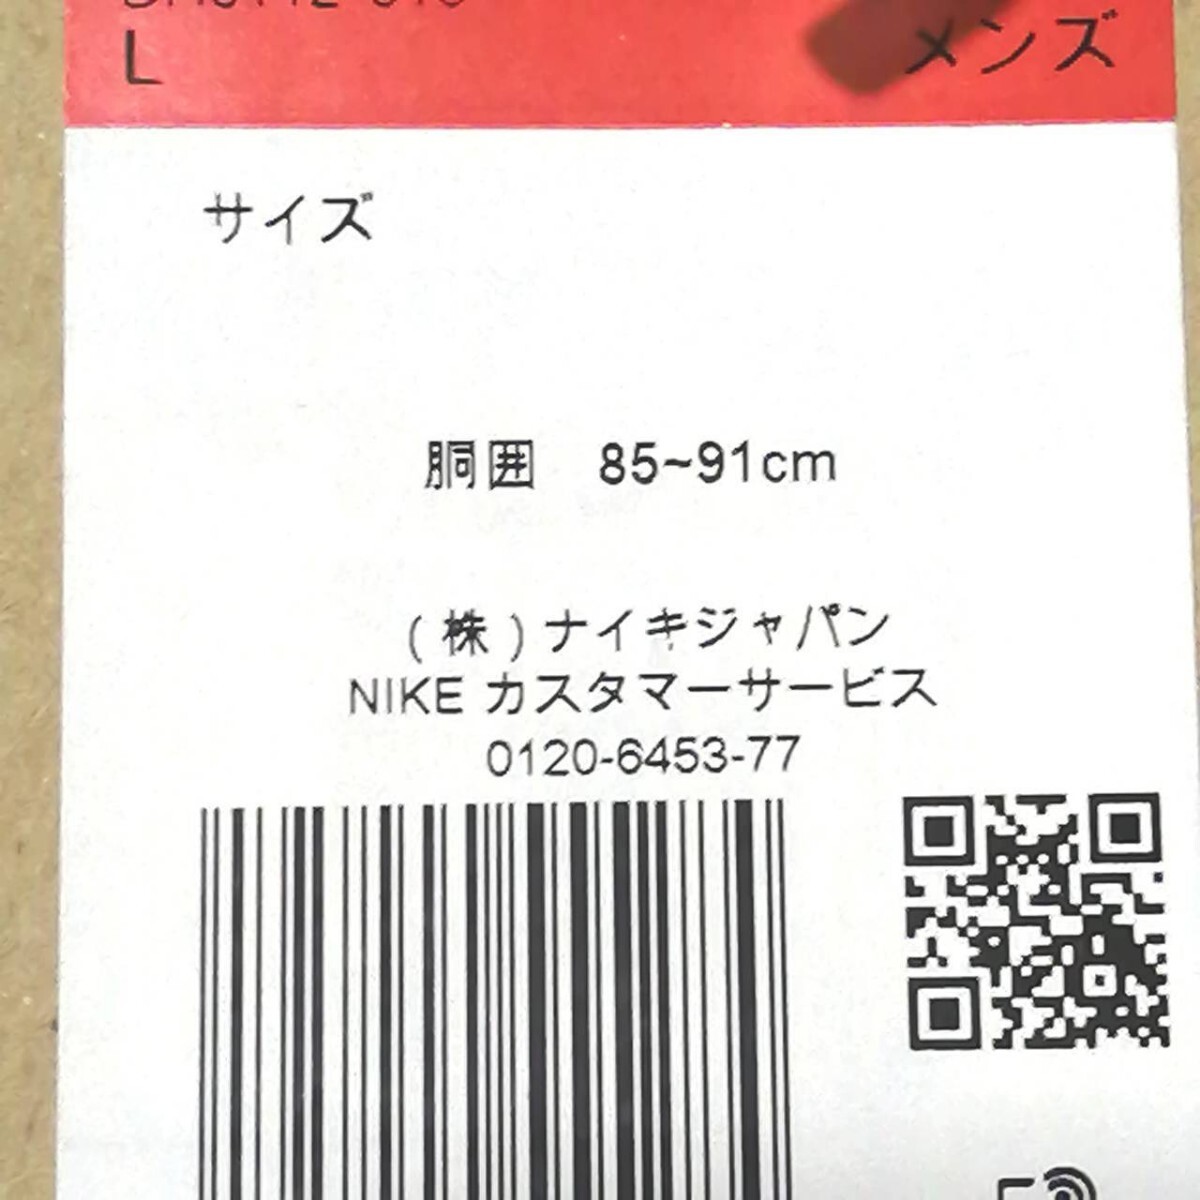 L メンズ
サイズ
胴囲 85~91cm
(株)ナイキジャパン
NIKE カスタマーサービス
0120-6453-77